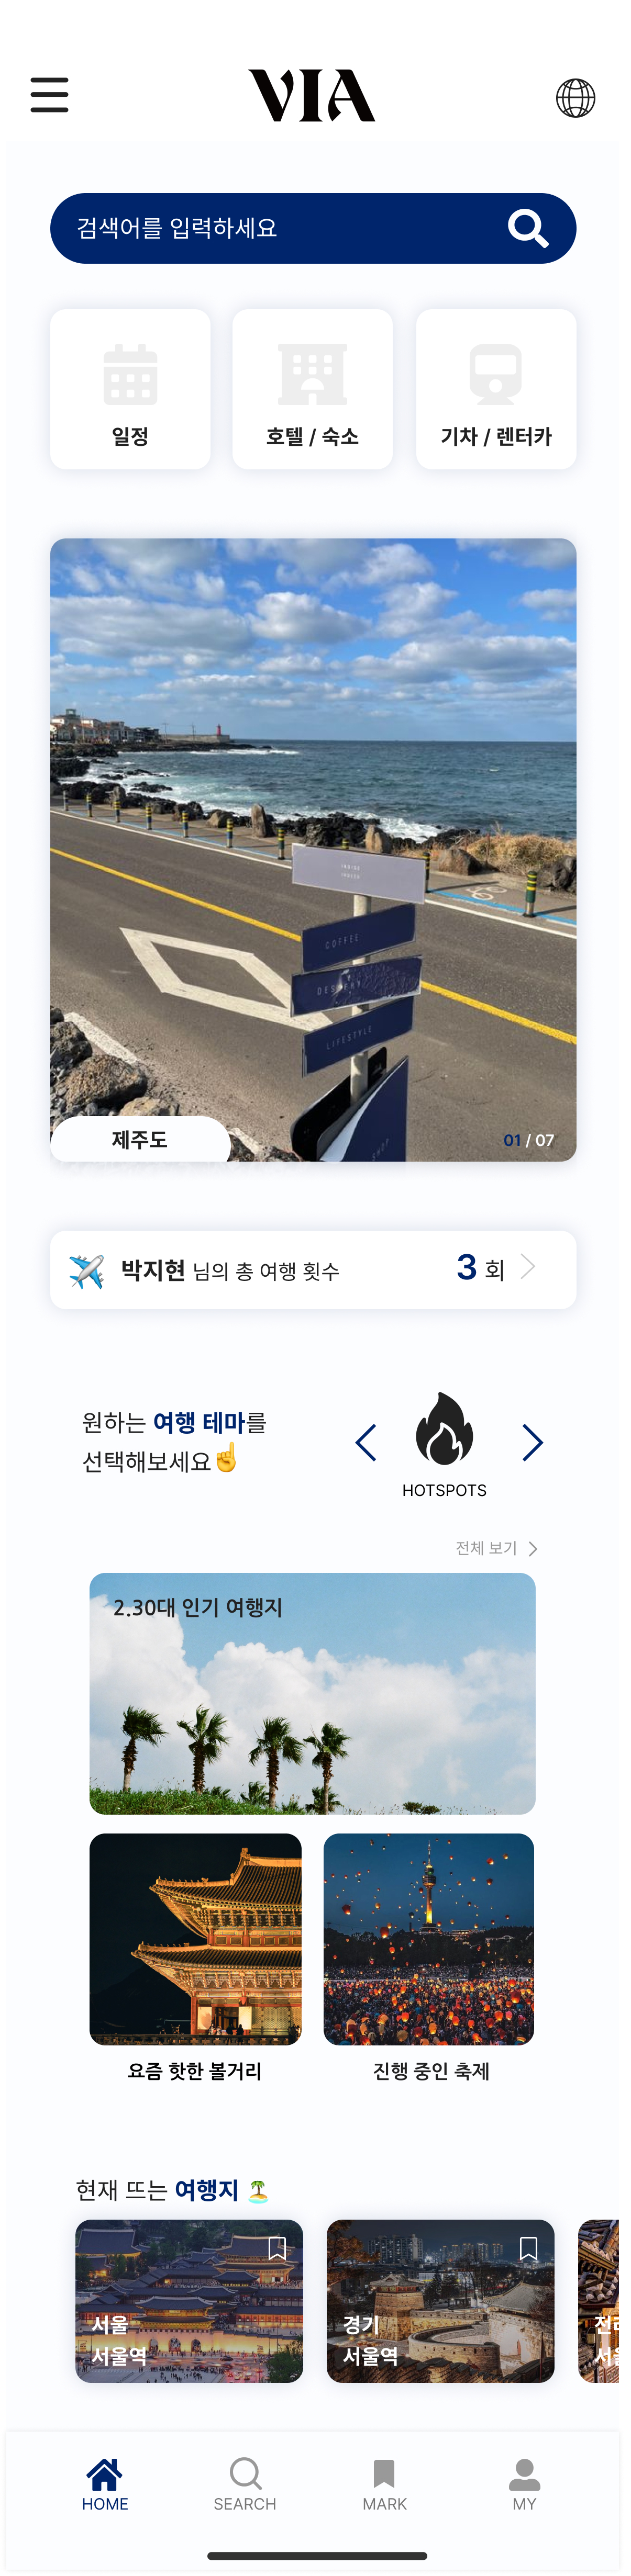 VIA
검색어를 입력하세요
일정
호텔 / 숙소
기차 / 렌터카
INSIDE
COFFEE
LIFESTYLE
SHOP
제주도
01 / 07
박지현 님의 총 여행 횟수
3 회
원하는 여행 테마를
선택해보세요
HOTSPOTS
전체 보기
2.30대 인기 여행지
요즘 핫한 볼거리
진행 중인 축제
현재 뜨는 여행지
서울
서울역
경기
서울역
HOME
SEARCH
MARK
MY